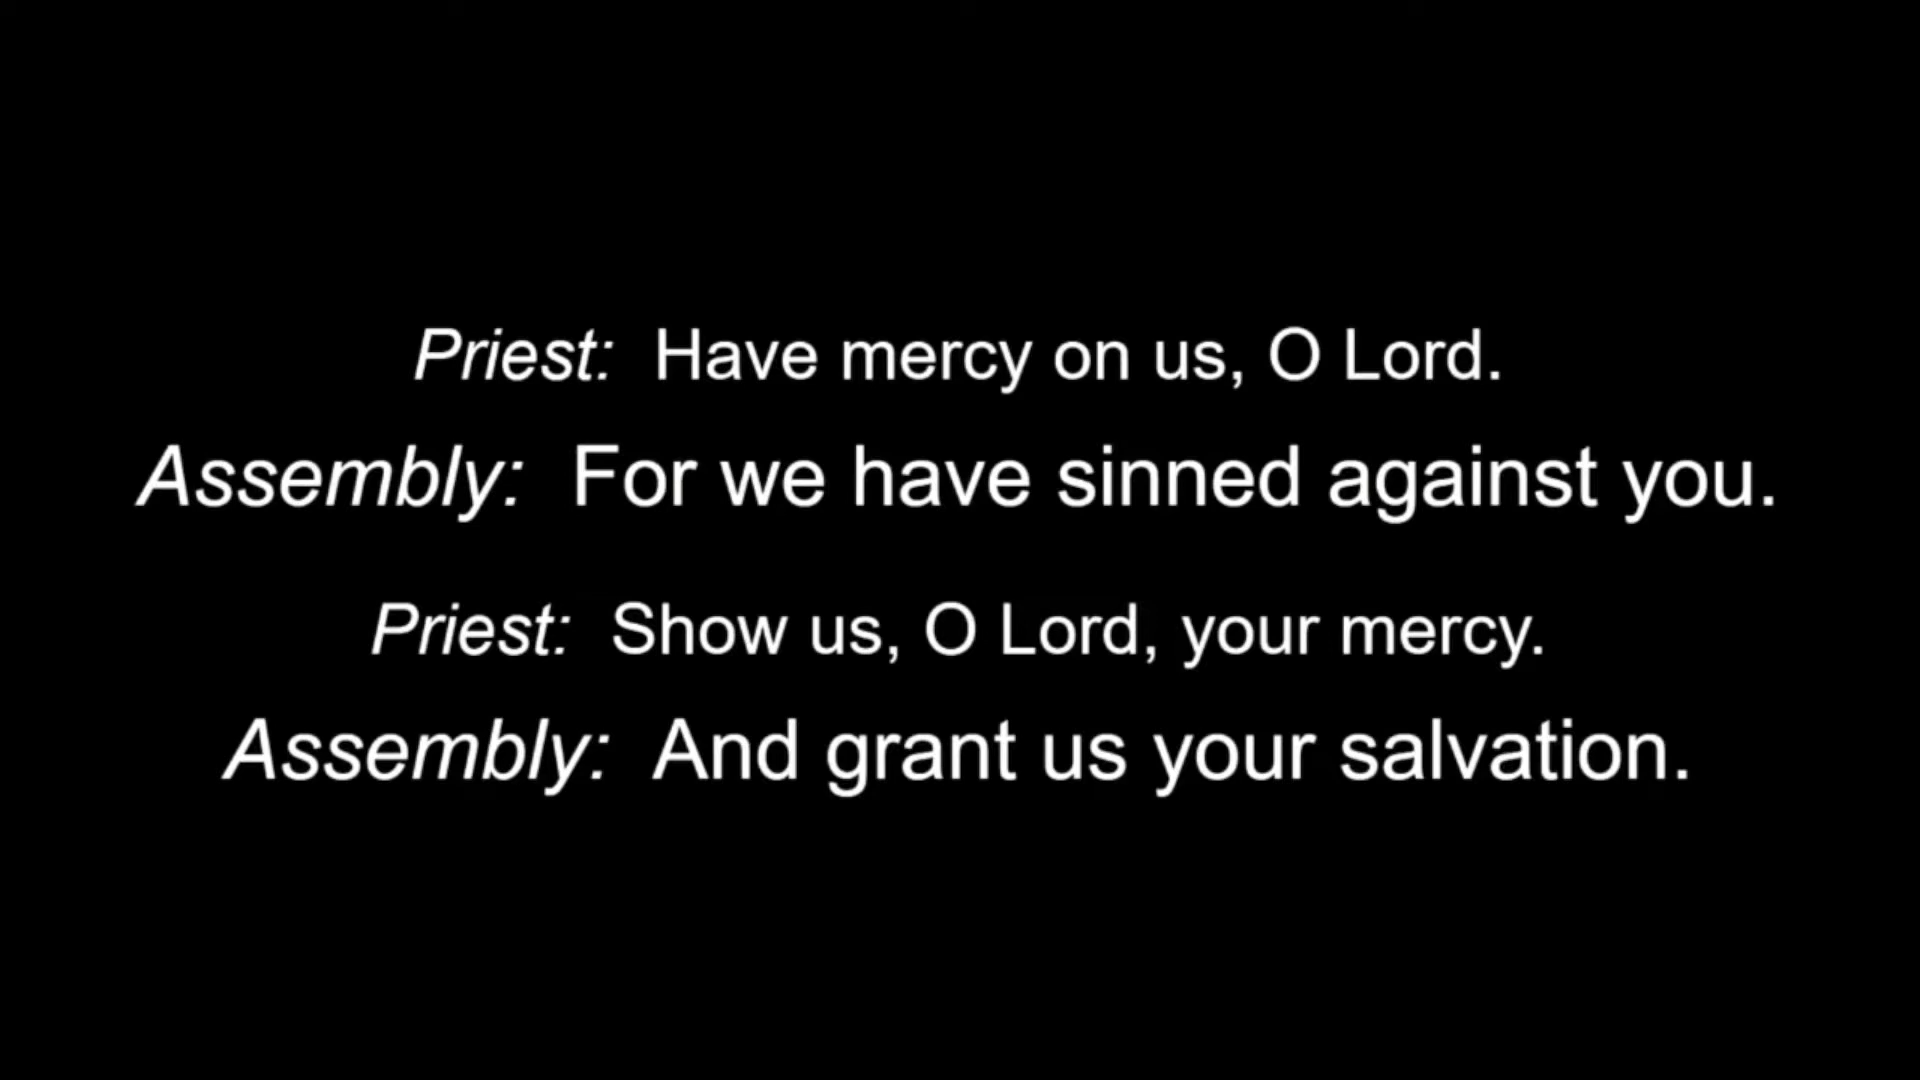 Priest: Have mercy on us, O Lord.
Assembly: For we have sinned against you.
Priest: Show us, O Lord, your mercy.
Assembly: And grant us your salvation.